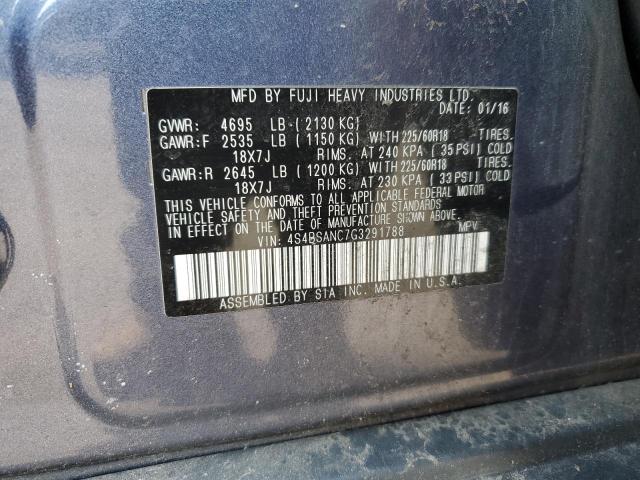 MFD BY FUJI HEAVY INDUSTRIES LTD.
DATE: 01/16
GVWR: 4695 LB ( 2130 KG)
GAWR:F 2535 LB ( 1150 KG) WITH 225/60R18 TIRES.
18X7J RIMS. AT 240 KPA ( 35 PSI) COLD
GAWR:R 2645 LB ( 1200 KG) WITH 225/60R18 TIRES.
18X7J RIMS. AT 230 KPA ( 33 PSI) COLD
THIS VEHICLE CONFORMS TO ALL APPLICABLE FEDERAL MOTOR
VEHICLE SAFETY AND THEFT PREVENTION STANDARDS
IN EFFECT ON THE DATE OF MANUFACTURE SHOWN ABOVE.
VIN: 4S4BSANC7G3291788 MPV
ASSEMBLED BY SIA INC. MADE IN U.S.A.